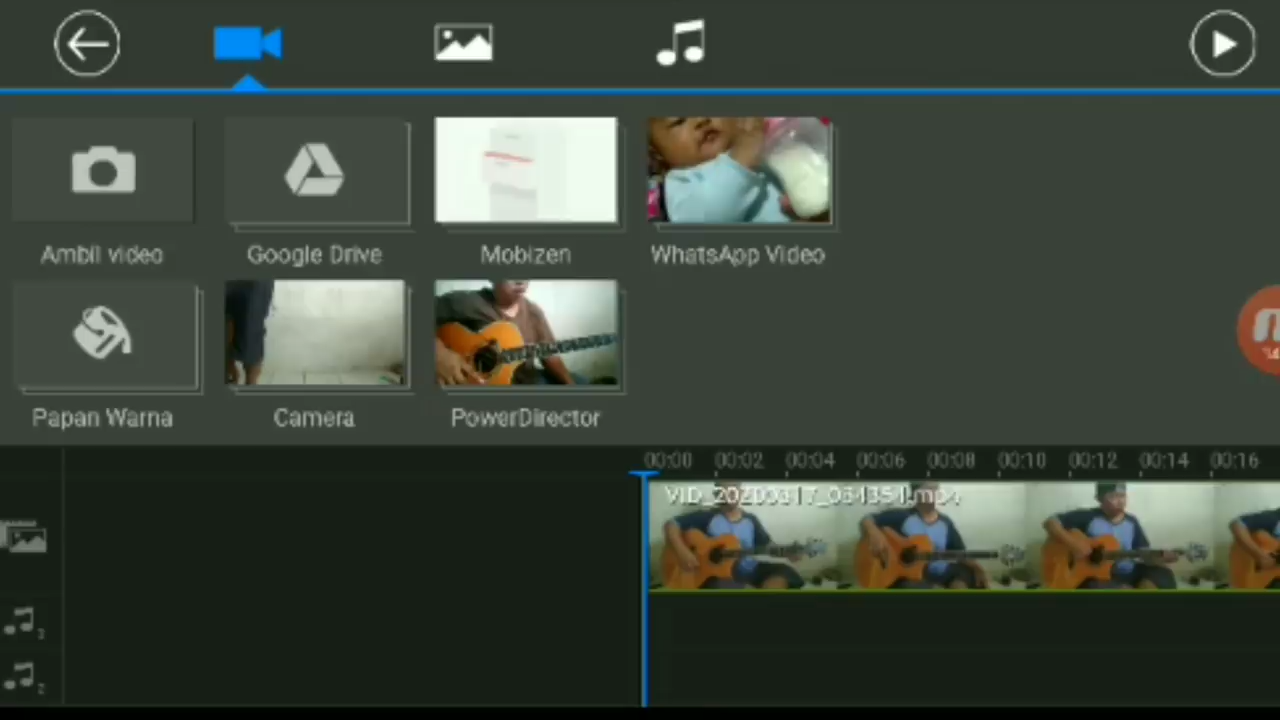 Ambil video
Google Drive
Mobizen
WhatsApp Video
Papan Warna
Camera
PowerDirector
00:00 00:02 00:04 00:06 00:08 00:10 00:12 00:14 00:16